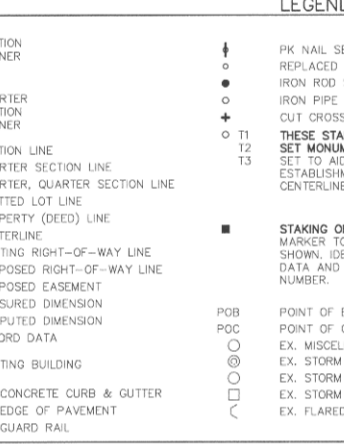 LEGEND
TION
NER
RTER
TION
NER
TION LINE
RTER SECTION LINE
RTER, QUARTER SECTION LINE
TTED LOT LINE
PERTY (DEED) LINE
TERLINE
TING RIGHT-OF-WAY LINE
POSED RIGHT-OF-WAY LINE
POSED EASEMENT
SURED DIMENSION
PUTED DIMENSION
ORD DATA
TING BUILDING
CONCRETE CURB & GUTTER
EDGE OF PAVEMENT
GUARD RAIL
PK NAIL SE
REPLACED
IRON ROD
IRON PIPE
CUT CROSS
T1 THESE STA
T2 SET MONUM
T3 SET TO AID
ESTABLISHM
CENTERLINE
STAKING OF
MARKER TO
SHOWN. IDE
DATA AND
NUMBER.
POB POINT OF B
POC POINT OF C
EX. MISCEL
EX. STORM
EX. STORM
EX. STORM
EX. FLARED